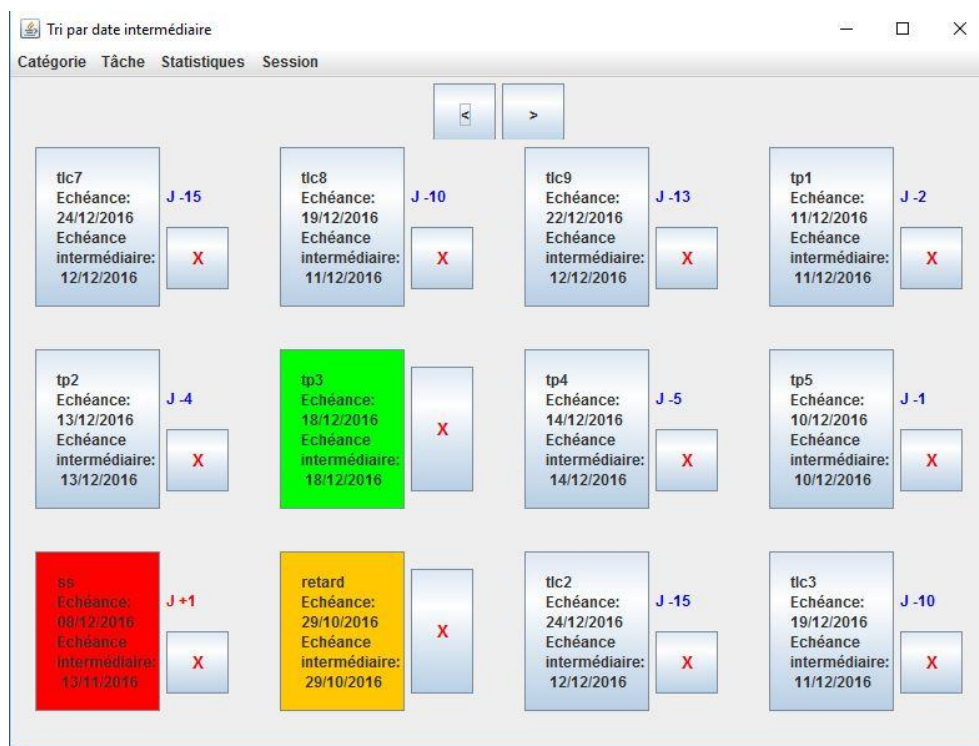 Tri par date intermédiaire
Catégorie Tâche Statistiques Session
< >
tlc7
Echéance:
24/12/2016
Echéance
intermédiaire:
12/12/2016
J -15
X
tlc8
Echéance:
19/12/2016
Echéance
intermédiaire:
11/12/2016
J -10
X
tlc9
Echéance:
22/12/2016
Echéance
intermédiaire:
12/12/2016
J -13
X
tp1
Echéance:
11/12/2016
Echéance
intermédiaire:
11/12/2016
J -2
X
tp2
Echéance:
13/12/2016
Echéance
intermédiaire:
13/12/2016
J -4
X
tp3
Echéance:
18/12/2016
Echéance
intermédiaire:
18/12/2016
X
tp4
Echéance:
14/12/2016
Echéance
intermédiaire:
14/12/2016
J -5
X
tp5
Echéance:
10/12/2016
Echéance
intermédiaire:
10/12/2016
J -1
X
ss
Echéance:
08/12/2016
Echéance
intermédiaire:
13/11/2016
J +1
X
retard
Echéance:
29/10/2016
Echéance
intermédiaire:
29/10/2016
X
tlc2
Echéance:
24/12/2016
Echéance
intermédiaire:
12/12/2016
J -15
X
tlc3
Echéance:
19/12/2016
Echéance
intermédiaire:
11/12/2016
J -10
X